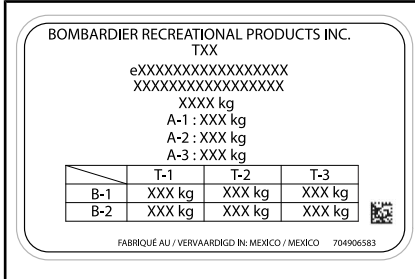 BOMBARDIER RECREATIONAL PRODUCTS INC.
TXX
eXXXXXXXXXXXXXXXXX
XXXXXXXXXXXXXXXXX
XXXX kg
A-1 : XXX kg
A-2 : XXX kg
A-3 : XXX kg
T-1 T-2 T-3
B-1 XXX kg XXX kg XXX kg
B-2 XXX kg XXX kg XXX kg
FABRIQUÉ AU / VERVAARDIGD IN: MEXICO / MEXICO 704906583